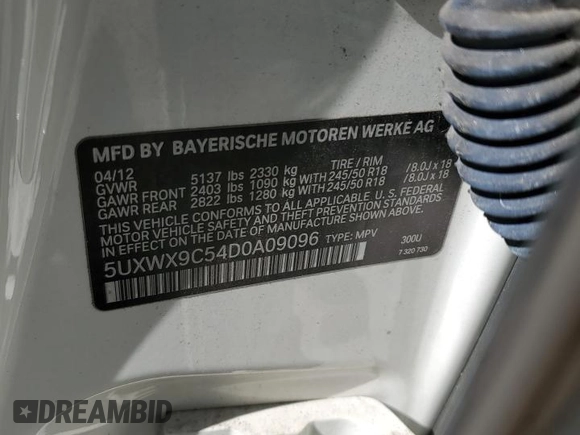 MFD BY BAYERISCHE MOTOREN WERKE AG
04/12 5137 lbs 2330 kg TIRE / RIM
GVWR
GAWR FRONT 2403 lbs 1090 kg WITH 245/50 R18 /8.0J x 18
GAWR REAR 2822 lbs 1280 kg WITH 245/50 R18 /8.0J x 18
THIS VEHICLE CONFORMS TO ALL APPLICABLE U.S. FEDERAL
MOTOR VEHICLE SAFETY AND THEFT PREVENTION STANDARDS
IN EFFECT ON THE DATE OF MANUFACTURE SHOWN ABOVE.
5UXWX9C54D0A09096 TYPE: MPV 300U
7 320 730
DREAMBID